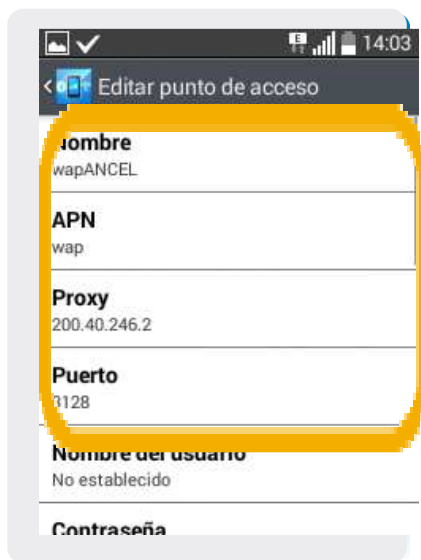 14:03
Editar punto de acceso
Nombre
wapANCEL
APN
wap
Proxy
200.40.246.2
Puerto
3128
Nombre del usuario
No establecido
Contraseña